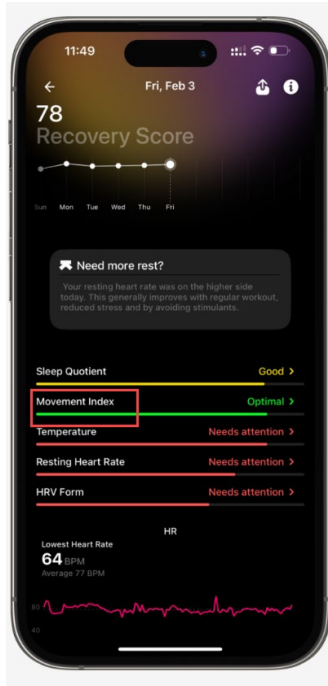 11:49
Fri, Feb 3
78
Recovery Score
Sun Mon Tue Wed Thu Fri
Need more rest?
Your resting heart rate was on the higher side
today. This generally improves with regular workout,
reduced stress and by avoiding stimulants.
Sleep Quotient Good >
Movement Index Optimal >
Temperature Needs attention >
Resting Heart Rate Needs attention >
HRV Form Needs attention >
HR
Lowest Heart Rate
64 BPM
Average 77 BPM
80
40